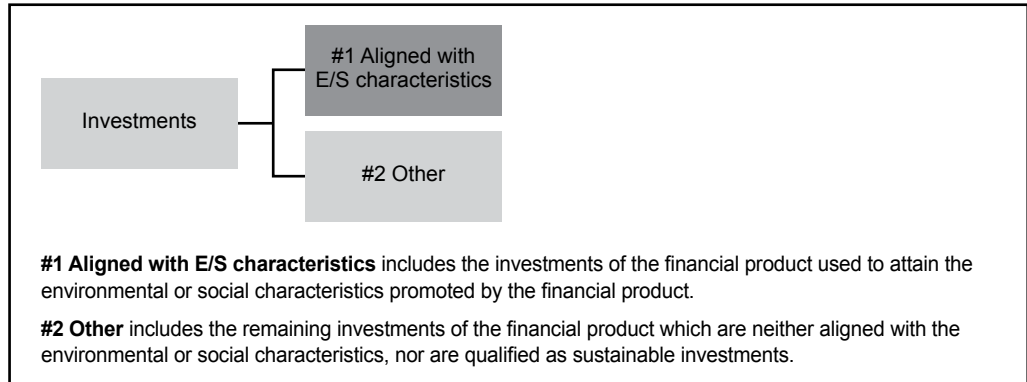 #1 Aligned with
E/S characteristics
Investments
#2 Other
#1 Aligned with E/S characteristics includes the investments of the financial product used to attain the
environmental or social characteristics promoted by the financial product.
#2 Other includes the remaining investments of the financial product which are neither aligned with the
environmental or social characteristics, nor are qualified as sustainable investments.